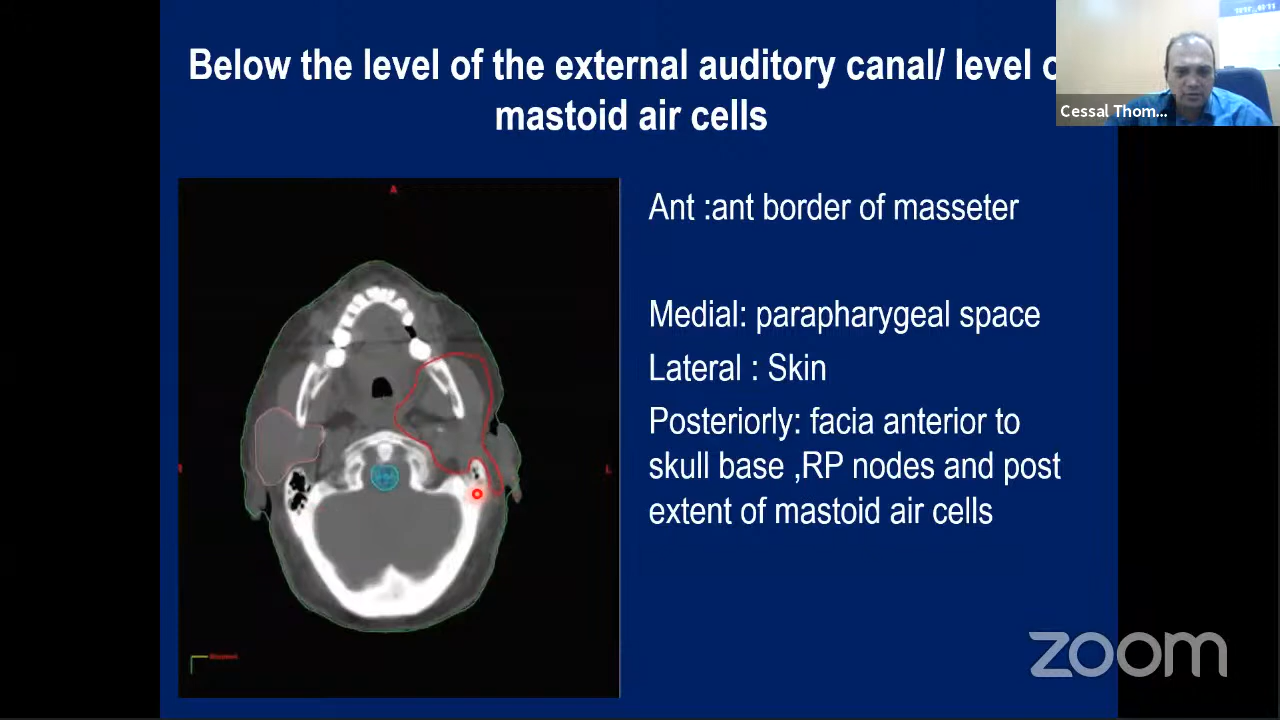 Below the level of the external auditory canal/ level
mastoid air cells
Cessal Thom...
A
Ant :ant border of masseter
Medial: parapharygeal space
Lateral : Skin
Posteriorly: facia anterior to
skull base ,RP nodes and post
extent of mastoid air cells
L
zoom